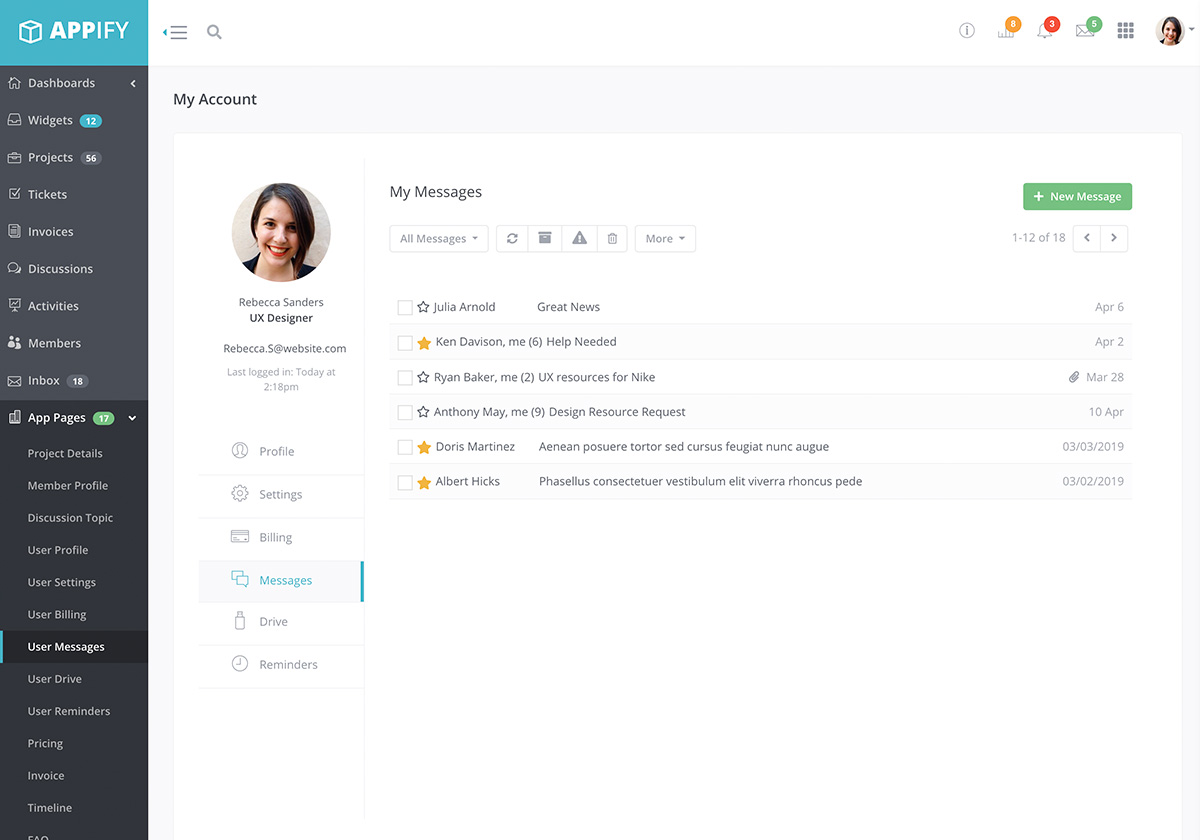 APPIFY
8
3
5
Dashboards
Widgets 12
Projects 56
Tickets
Invoices
Discussions
Activities
Members
Inbox 18
App Pages 17
Project Details
Member Profile
Discussion Topic
User Profile
User Settings
User Billing
User Messages
User Drive
User Reminders
Pricing
Invoice
Timeline
FAQ
My Account
Rebecca Sanders
UX Designer
Rebecca.S@website.com
Last logged in: Today at
2:18pm
Profile
Settings
Billing
Messages
Drive
Reminders
My Messages
+ New Message
All Messages
More
1-12 of 18
Julia Arnold Great News Apr 6
Ken Davison, me (6) Help Needed Apr 2
Ryan Baker, me (2) UX resources for Nike Mar 28
Anthony May, me (9) Design Resource Request 10 Apr
Doris Martinez Aenean posuere tortor sed cursus feugiat nunc augue 03/03/2019
Albert Hicks Phasellus consectetuer vestibulum elit viverra rhoncus pede 03/02/2019